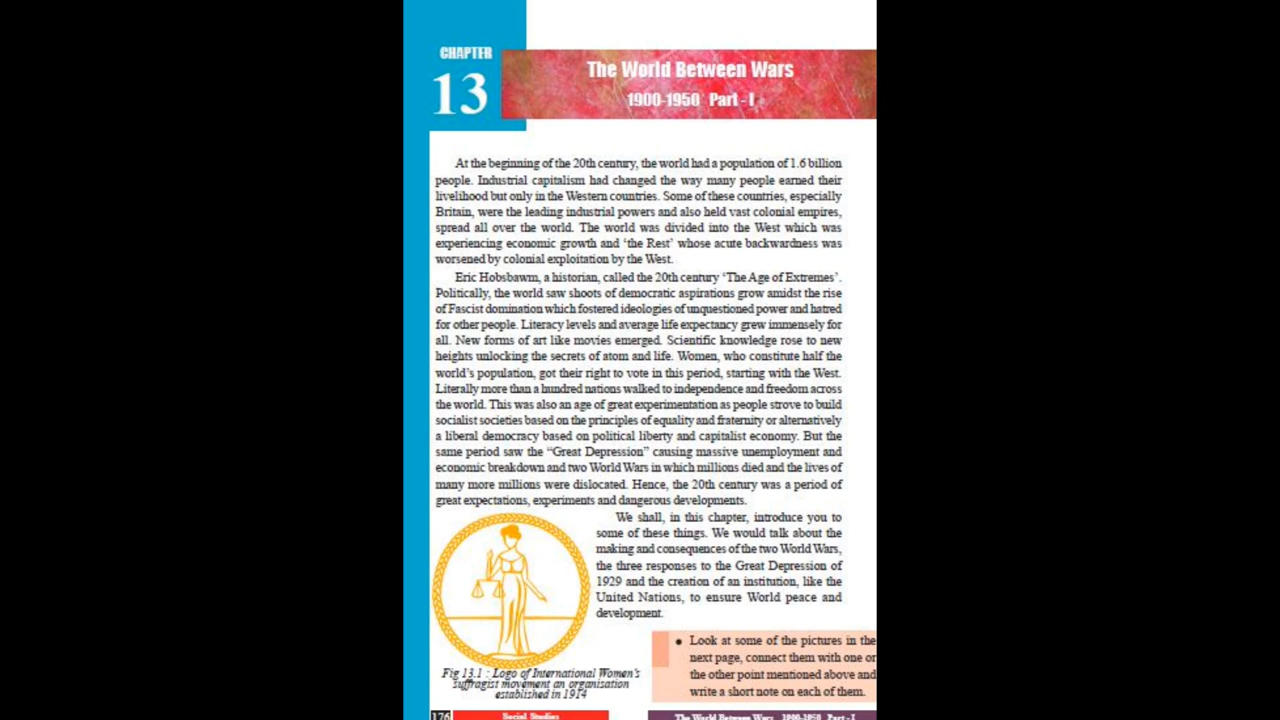 CHAPTER
13
The World Between Wars
1900-1950 Part - I
At the beginning of the 20th century, the world had a population of 1.6 billion
people. Industrial capitalism had changed the way many people earned their
livelihood but only in the Western countries. Some of these countries, especially
Britain, were the leading industrial powers and also held vast colonial empires,
spread all over the world. The world was divided into the West which was
experiencing economic growth and ‘the Rest’ whose acute backwardness was
worsened by colonial exploitation by the West.
Eric Hobsbawm, a historian, called the 20th century ‘The Age of Extremes’.
Politically, the world saw shoots of democratic aspirations grow amidst the rise
of Fascist domination which fostered ideologies of unquestioned power and hatred
for other people. Literacy levels and average life expectancy grew immensely for
all. New forms of art like movies emerged. Scientific knowledge rose to new
heights unlocking the secrets of atom and life. Women, who constitute half the
world’s population, got their right to vote in this period, starting with the West.
Literally more than a hundred nations walked to independence and freedom across
the world. This was also an age of great experimentation as people strove to build
socialist societies based on the principles of equality and fraternity or alternatively
a liberal democracy based on political liberty and capitalist economy. But the
same period saw the “Great Depression” causing massive unemployment and
economic breakdown and two World Wars in which millions died and the lives of
many more millions were dislocated. Hence, the 20th century was a period of
great expectations, experiments and dangerous developments.
We shall, in this chapter, introduce you to
some of these things. We would talk about the
making and consequences of the two World Wars,
the three responses to the Great Depression of
1929 and the creation of an institution, like the
United Nations, to ensure World peace and
development.
Fig 13.1 : Logo of International Women’s
suffragist movement an organisation
established in 1914
• Look at some of the pictures in the
next page, connect them with one or
the other point mentioned above and
write a short note on each of them.
176 Social Studies
The World Between Wars 1900-1950 Part-I